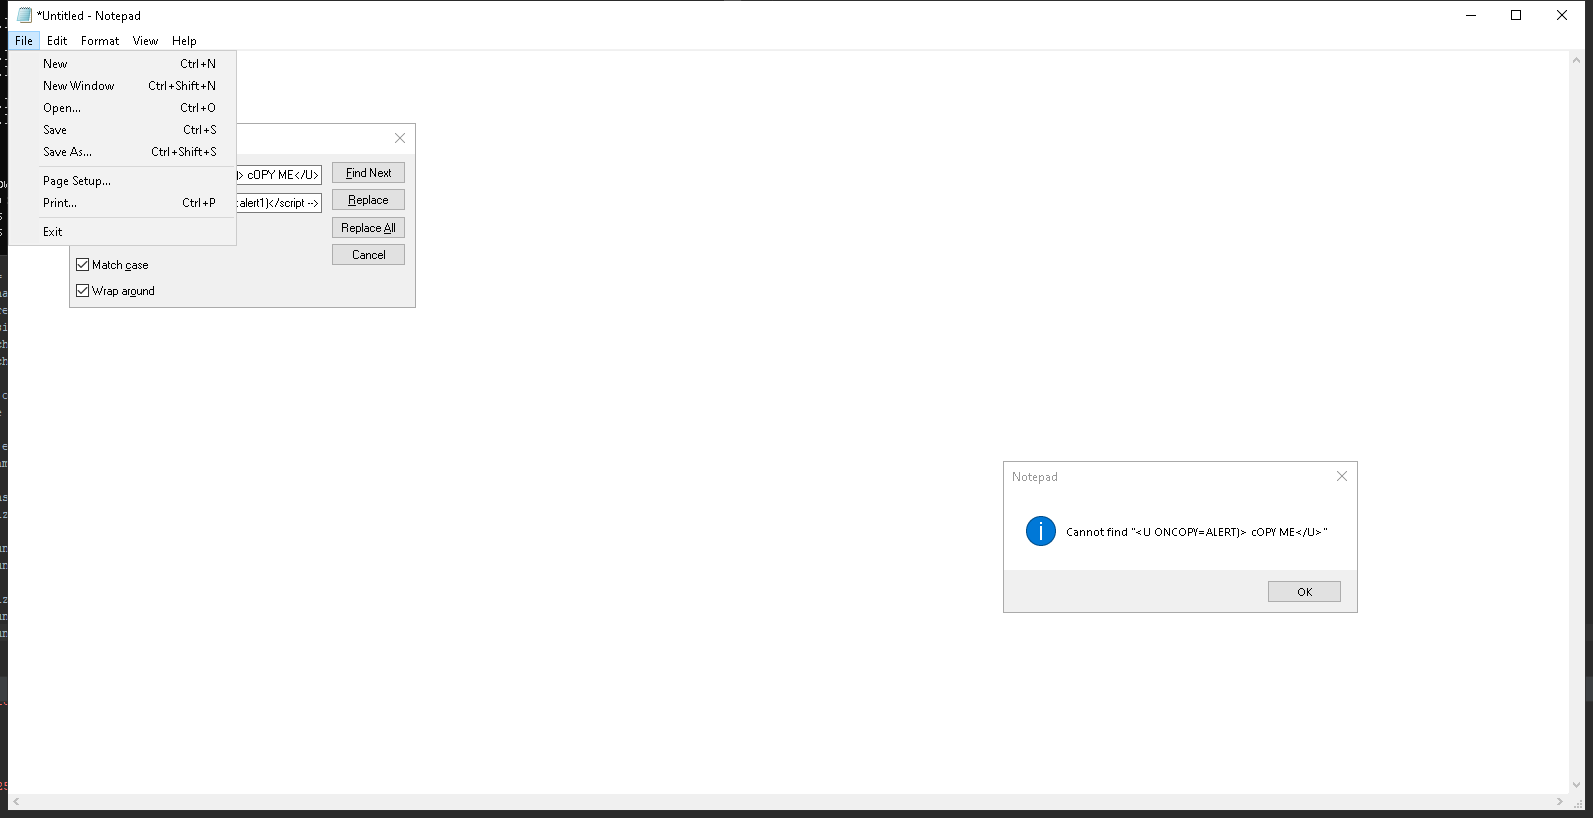 *Untitled - Notepad
File Edit Format View Help
New Ctrl+N
New Window Ctrl+Shift+N
Open... Ctrl+O
Save Ctrl+S
Save As... Ctrl+Shift+S
Page Setup...
Print... Ctrl+P
Exit
> cOPY ME</U>
Find Next
alert1)</script -->
Replace
Replace All
Cancel
Match case
Wrap around
Notepad
Cannot find "<U ONCOPY=ALERT)> cOPY ME</U>"
OK